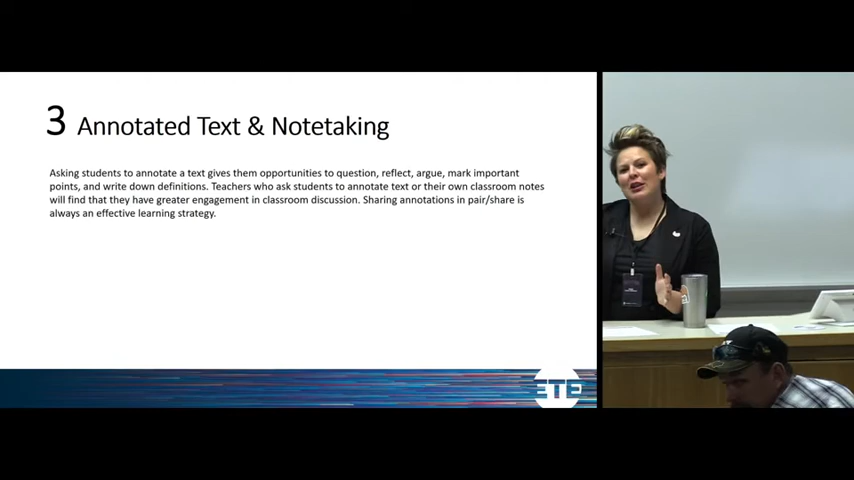 3 Annotated Text & Notetaking
Asking students to annotate a text gives them opportunities to question, reflect, argue, mark important
points, and write down definitions. Teachers who ask students to annotate text or their own classroom notes
will find that they have greater engagement in classroom discussion. Sharing annotations in pair/share is
always an effective learning strategy.
ETE